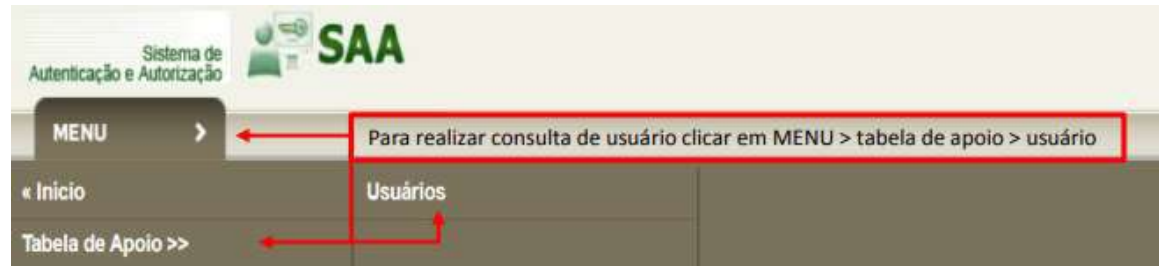 Sistema de
Autenticação e Autorização
SAA
MENU >
Para realizar consulta de usuário clicar em MENU > tabela de apoio > usuário
« Início
Usuários
Tabela de Apoio >>